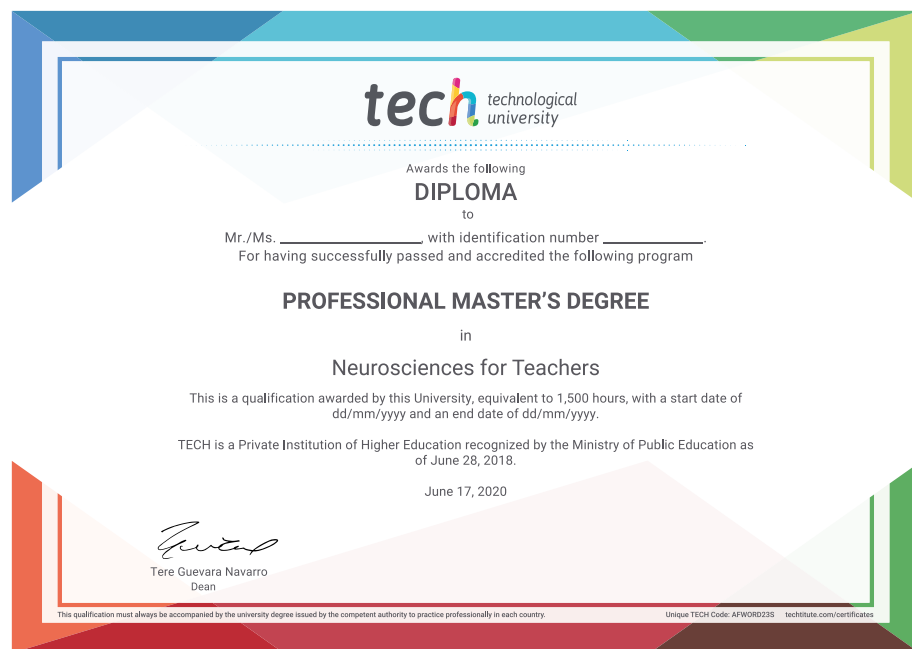 tech technological
university
Awards the following
DIPLOMA
to
Mr./Ms. ____________________, with identification number ______________.
For having successfully passed and accredited the following program
PROFESSIONAL MASTER'S DEGREE
in
Neurosciences for Teachers
This is a qualification awarded by this University, equivalent to 1,500 hours, with a start date of
dd/mm/yyyy and an end date of dd/mm/yyyy.
TECH is a Private Institution of Higher Education recognized by the Ministry of Public Education as
of June 28, 2018.
June 17, 2020
Tere Guevara Navarro
Dean
This qualification must always be accompanied by the university degree issued by the competent authority to practice professionally in each country.
Unique TECH Code: AFWORD23S techtitute.com/certificates